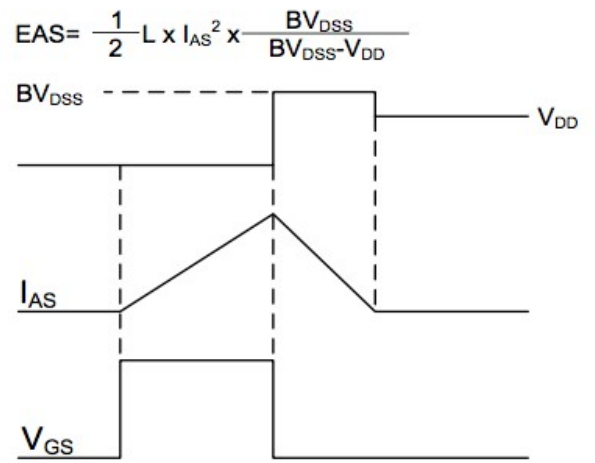 EAS= 1/2 L x IAS² x BVDSS/BVDSS-VDD
BVDSS
VDD
IAS
VGS